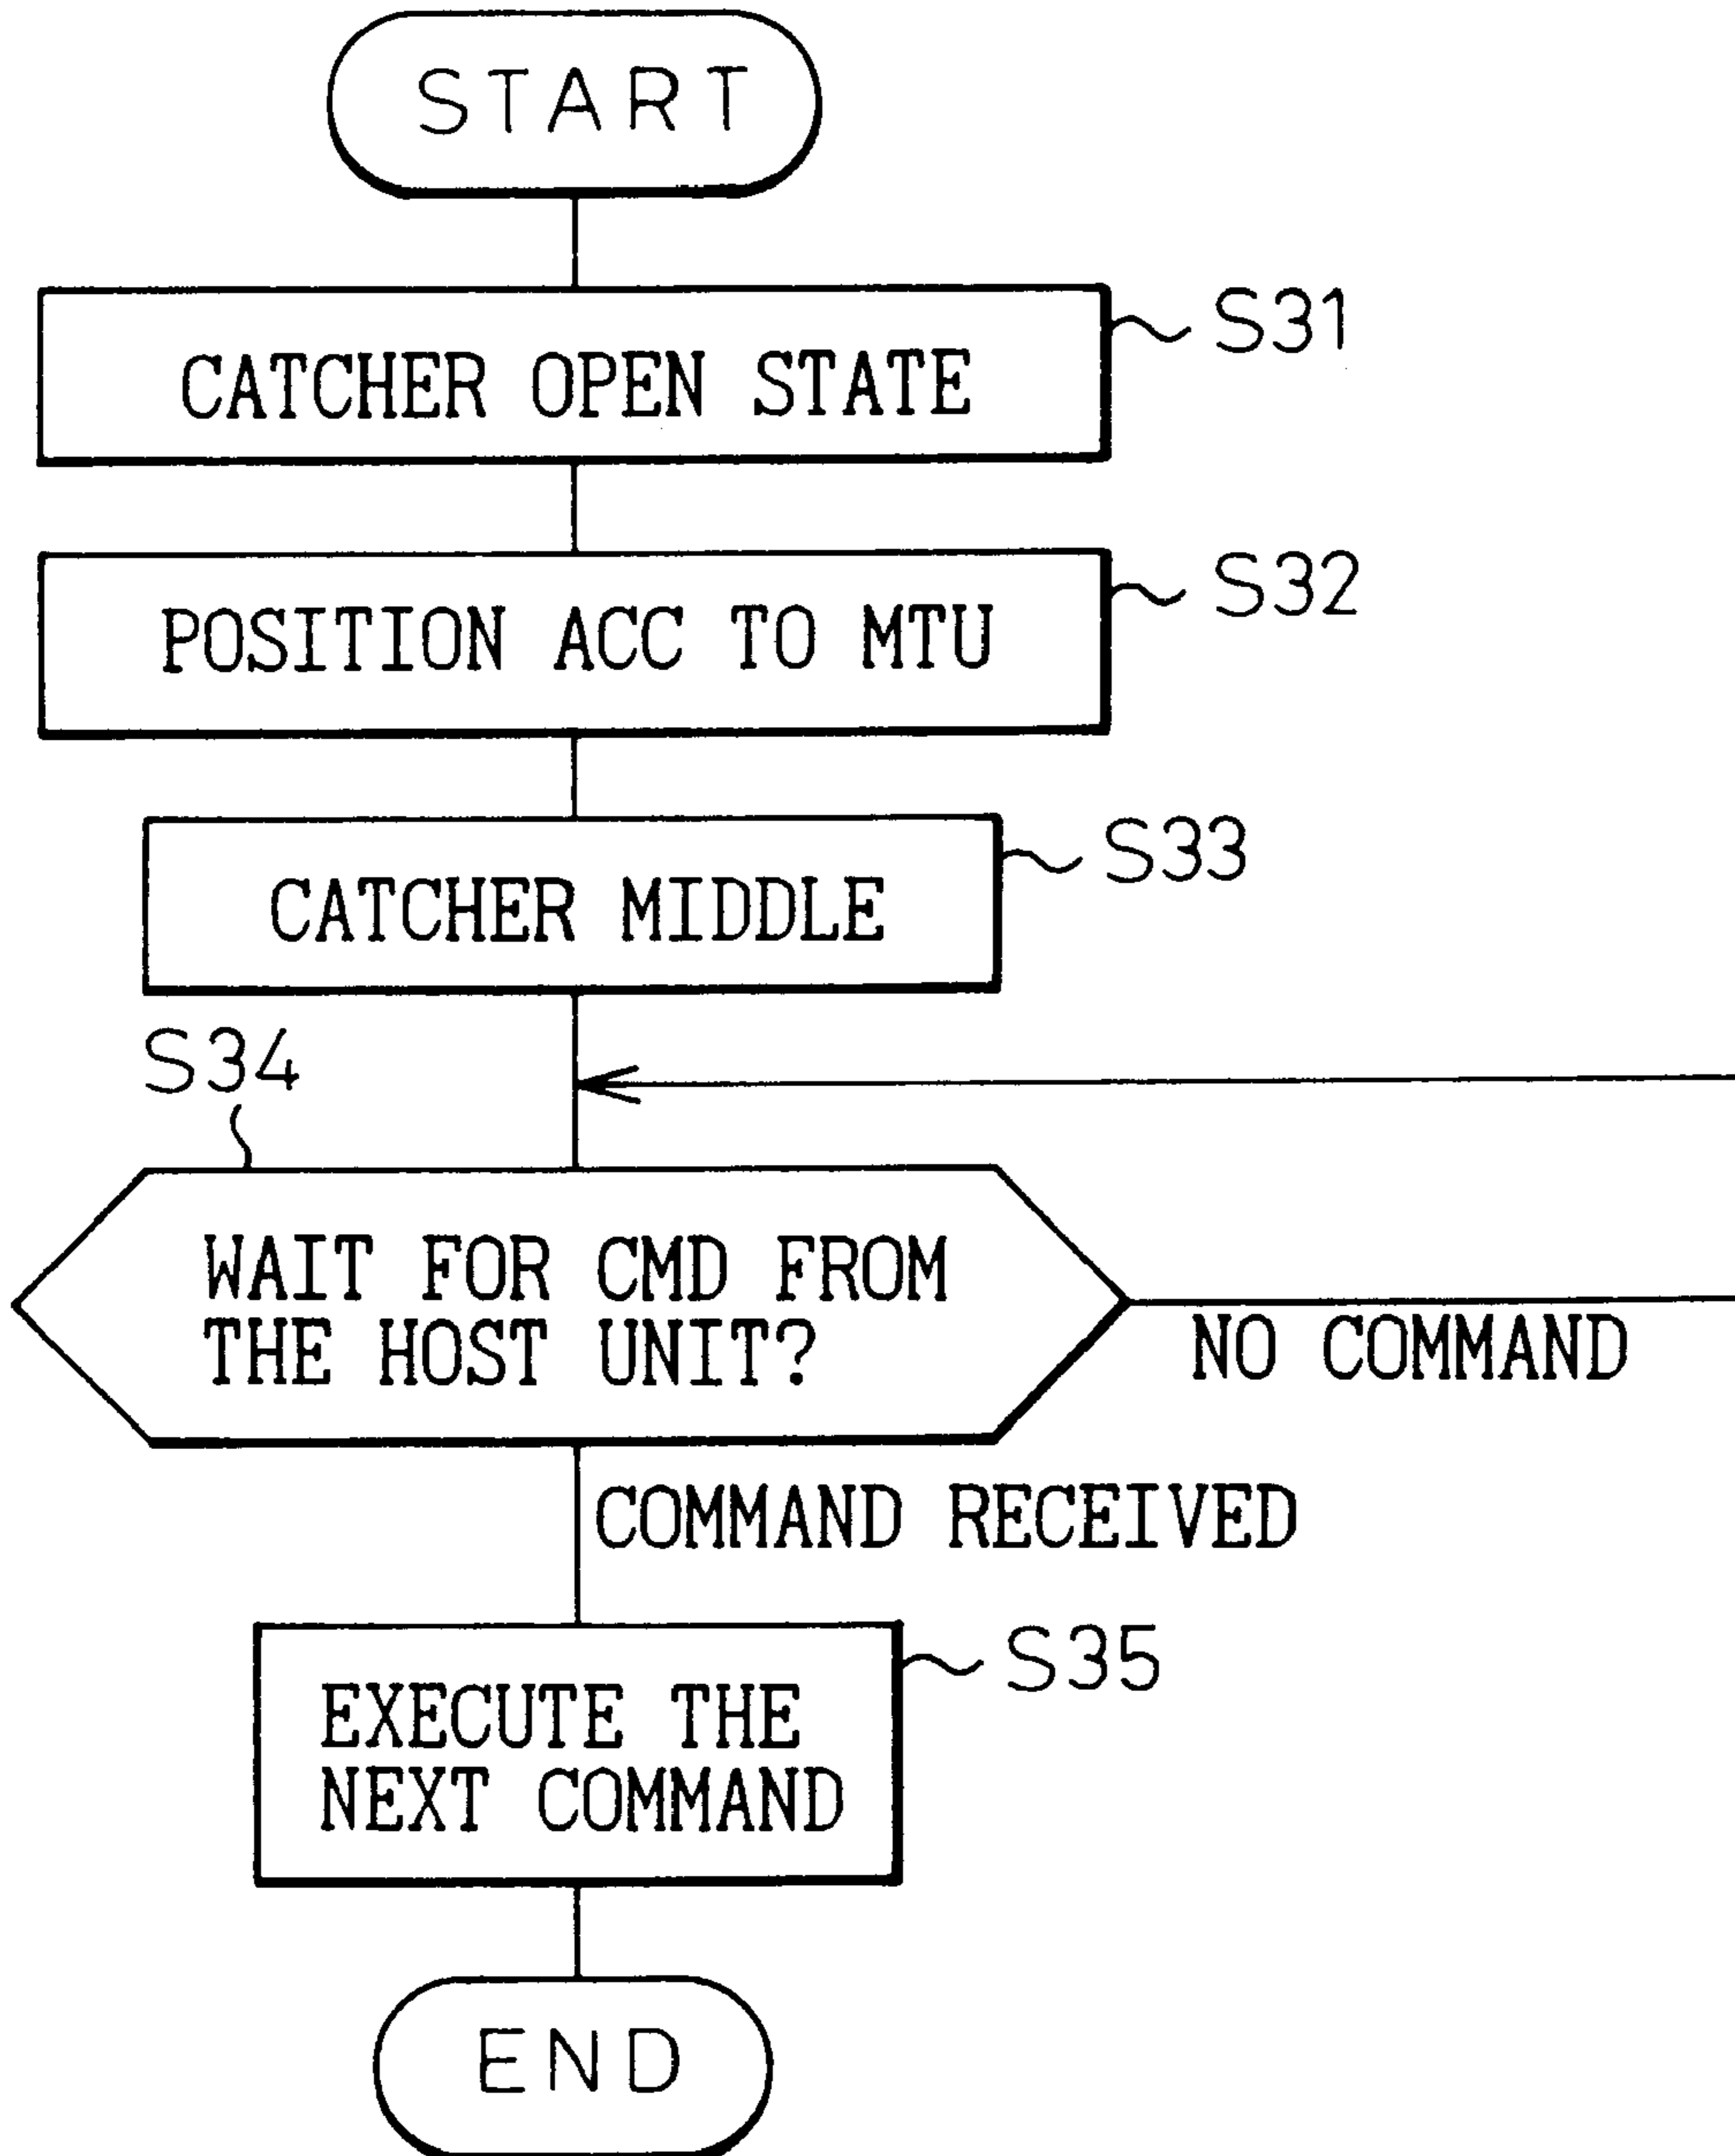 START
CATCHER OPEN STATE
S31
POSITION ACC TO MTU
S32
CATCHER MIDDLE
S33
S34
WAIT FOR CMD FROM
THE HOST UNIT?
NO COMMAND
COMMAND RECEIVED
EXECUTE THE
NEXT COMMAND
S35
END